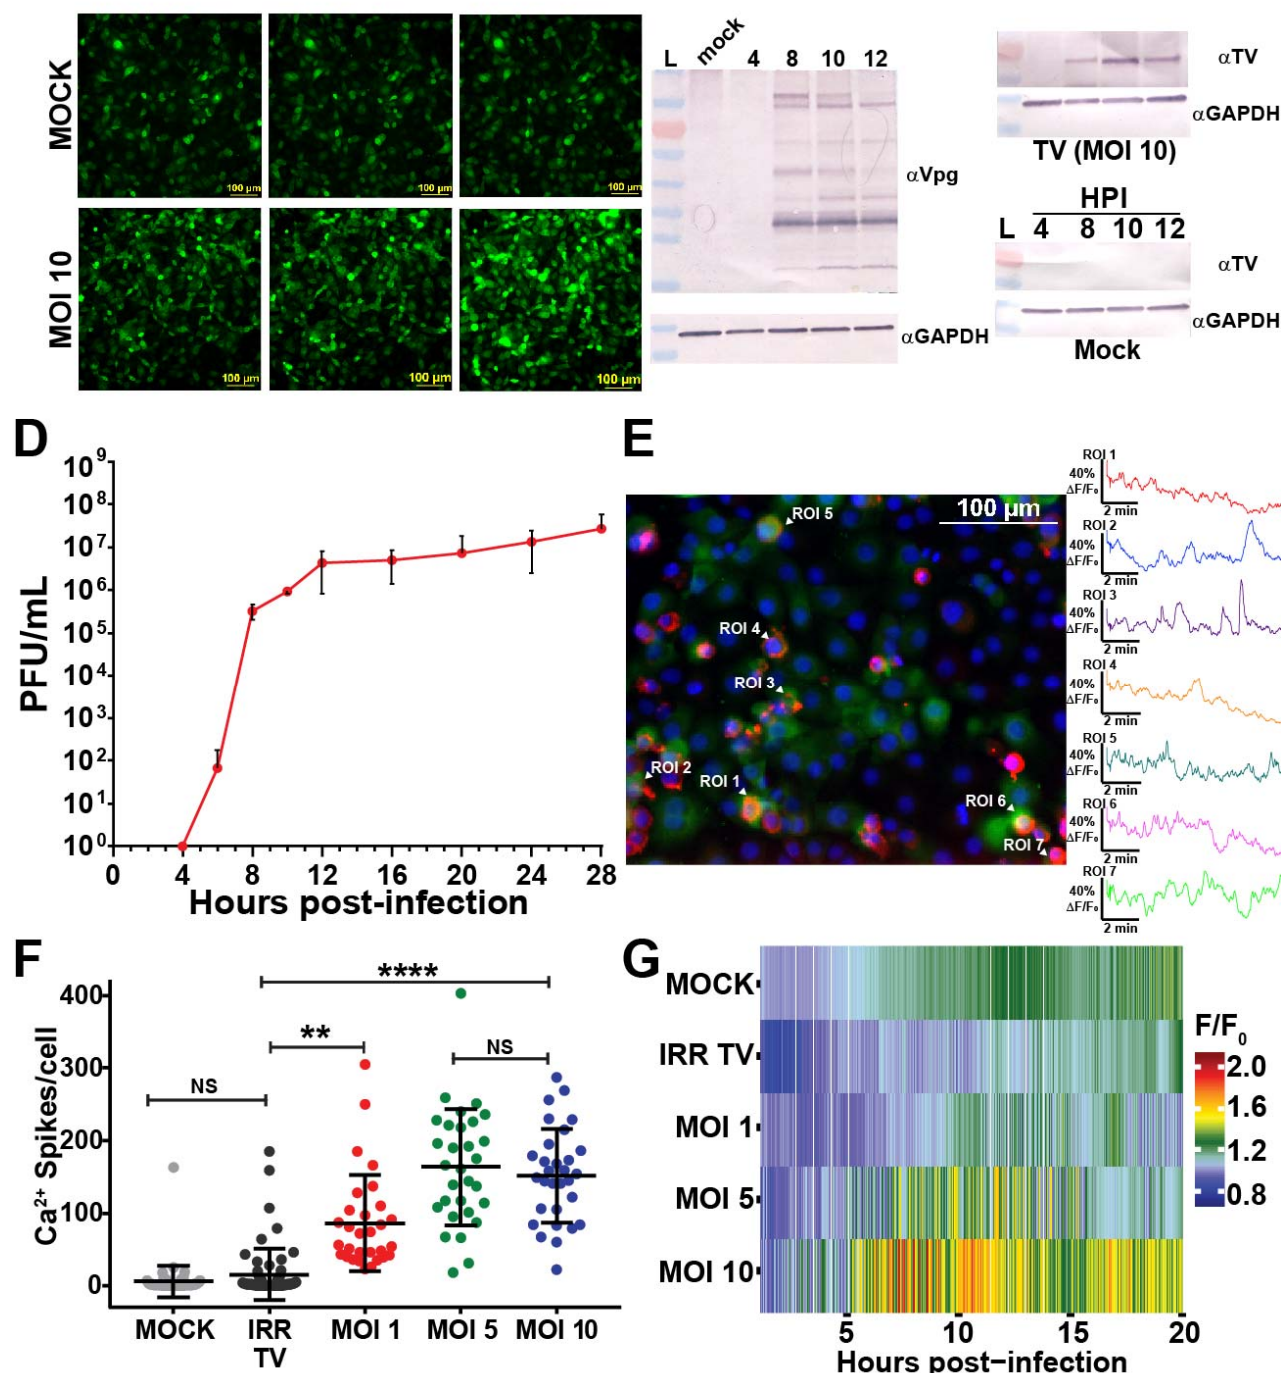 MOCK
100 µm
100 µm
100 µm
MOI 10
100 µm
100 µm
100 µm
L mock 4 8 10 12
αVpg
αGAPDH
αTV
αGAPDH
TV (MOI 10)
HPI
L 4 8 10 12
αTV
αGAPDH
Mock
D
PFU/mL
10⁹
10⁸
10⁷
10⁶
10⁵
10⁴
10³
10²
10¹
10⁰
0 4 8 12 16 20 24 28
Hours post-infection
E
100 µm
ROI 5
ROI 4
ROI 3
ROI 2
ROI 1
ROI 6
ROI 7
ROI 1
40%
ΔF/F₀
2 min
ROI 2
40%
ΔF/F₀
2 min
ROI 3
40%
ΔF/F₀
2 min
ROI 4
40%
ΔF/F₀
2 min
ROI 5
40%
ΔF/F₀
2 min
ROI 6
40%
ΔF/F₀
2 min
ROI 7
40%
ΔF/F₀
2 min
F
Ca²⁺ Spikes/cell
400
300
200
100
0
NS
**
****
NS
MOCK IRR TV MOI 1 MOI 5 MOI 10
G
MOCK
IRR TV
MOI 1
MOI 5
MOI 10
5 10 15 20
Hours post−infection
F/F₀
2.0
1.6
1.2
0.8